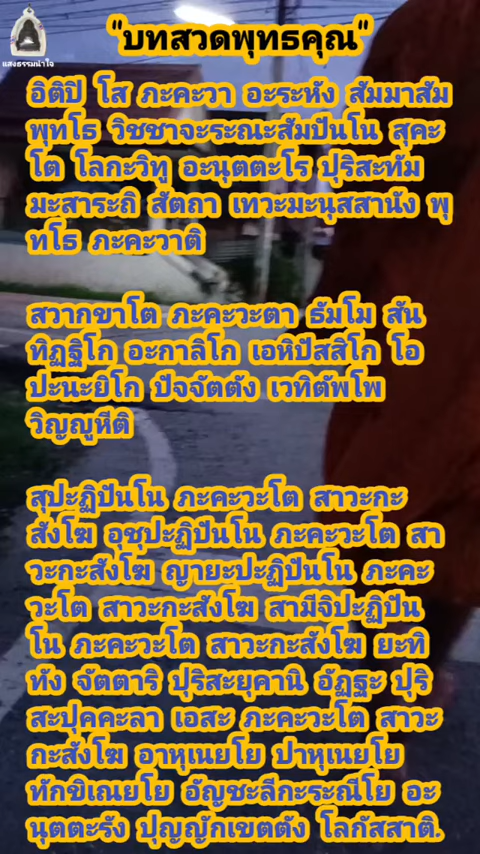 แสงธรรมนำใจ
"บทสวดพุทธคุณ"
อิติปิ โส ภะคะวา อะระหัง สัมมาสัม
พุทโธ วิชชาจะระณะสัมปันโน สุคะ
โต โลกะวิทู อะนุตตะโร ปุริสะทัม
มะสาระถิ สัตถา เทวะมะนุสสานัง พุ
ทโธ ภะคะวาติ
สวากขาโต ภะคะวะตา ธัมโม สัน
ทิฏฐิโก อะกาลิโก เอหิปัสสิโก โอ
ปะนะยิโก ปัจจัตตัง เวทิตัพโพ
วิญญูหีติ
สุปะฏิปันโน ภะคะวะโต สาวะกะ
สังโฆ อุชุปะฏิปันโน ภะคะวะโต สา
วะกะสังโฆ ญายะปะฏิปันโน ภะคะ
วะโต สาวะกะสังโฆ สามีจิปะฏิปัน
โน ภะคะวะโต สาวะกะสังโฆ ยะทิ
ทัง จัตตาริ ปุริสะยุคานิ อัฏฐะ ปุริ
สะปุคคะลา เอสะ ภะคะวะโต สาวะ
กะสังโฆ อาหุเนยโย ปาหุเนยโย
ทักขิเณยโย อัญชะลีกะระณีโย อะ
นุตตะรัง ปุญญักเขตตัง โลกัสสาติ.